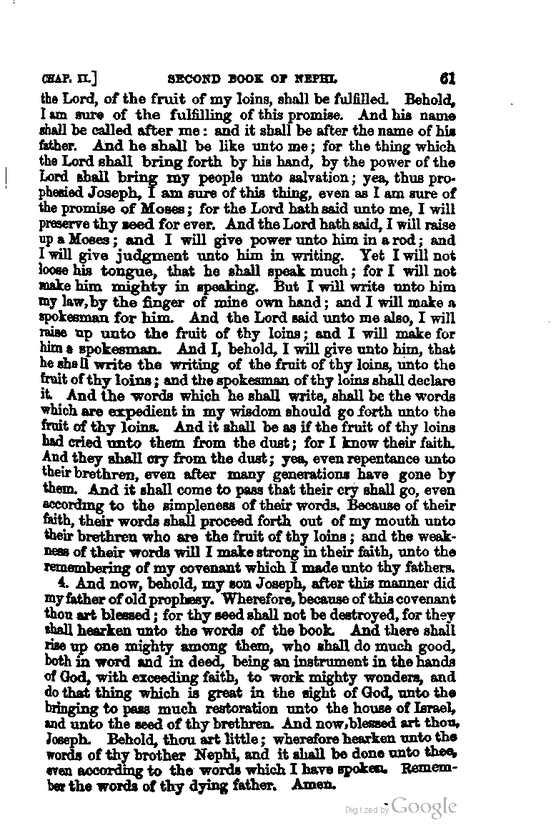 CHAP. II.] SECOND BOOK OF NEPHI. 61
the Lord, of the fruit of my loins, shall be fulfilled. Behold,
I am sure of the fulfilling of this promise. And his name
shall be called after me: and it shall be after the name of his
father. And he shall be like unto me; for the thing which
the Lord shall bring forth by his hand, by the power of the
Lord shall bring my people unto salvation; yea, thus pro-
phesied Joseph, I am sure of this thing, even as I am sure of
the promise of Moses; for the Lord hath said unto me, I will
preserve thy seed for ever. And the Lord hath said, I will raise
up a Moses; and I will give power unto him in a rod; and
I will give judgment unto him in writing. Yet I will not
loose his tongue, that he shall speak much; for I will not
make him mighty in speaking. But I will write unto him
my law, by the finger of mine own hand; and I will make a
spokesman for him. And the Lord said unto me also, I will
raise up unto the fruit of thy loins; and I will make for
him a spokesman. And I, behold, I will give unto him, that
he shall write the writing of the fruit of thy loins, unto the
fruit of thy loins; and the spokesman of thy loins shall declare
it. And the words which he shall write, shall be the words
which are expedient in my wisdom should go forth unto the
fruit of thy loins. And it shall be as if the fruit of thy loins
had cried unto them from the dust; for I know their faith.
And they shall cry from the dust; yea, even repentance unto
their brethren, even after many generations have gone by
them. And it shall come to pass that their cry shall go, even
according to the simpleness of their words. Because of their
faith, their words shall proceed forth out of my mouth unto
their brethren who are the fruit of thy loins; and the weak-
ness of their words will I make strong in their faith, unto the
remembering of my covenant which I made unto thy fathers.
4. And now, behold, my son Joseph, after this manner did
my father of old prophesy. Wherefore, because of this covenant
thou art blessed; for thy seed shall not be destroyed, for they
shall hearken unto the words of the book. And there shall
rise up one mighty among them, who shall do much good,
both in word and in deed, being an instrument in the hands
of God, with exceeding faith, to work mighty wonders, and
do that thing which is great in the sight of God, unto the
bringing to pass much restoration unto the house of Israel,
and unto the seed of thy brethren. And now, blessed art thou,
Joseph. Behold, thou art little; wherefore hearken unto the
words of thy brother Nephi, and it shall be done unto thee,
even according to the words which I have spoken. Remem-
ber the words of thy dying father. Amen.
Digitized by Google